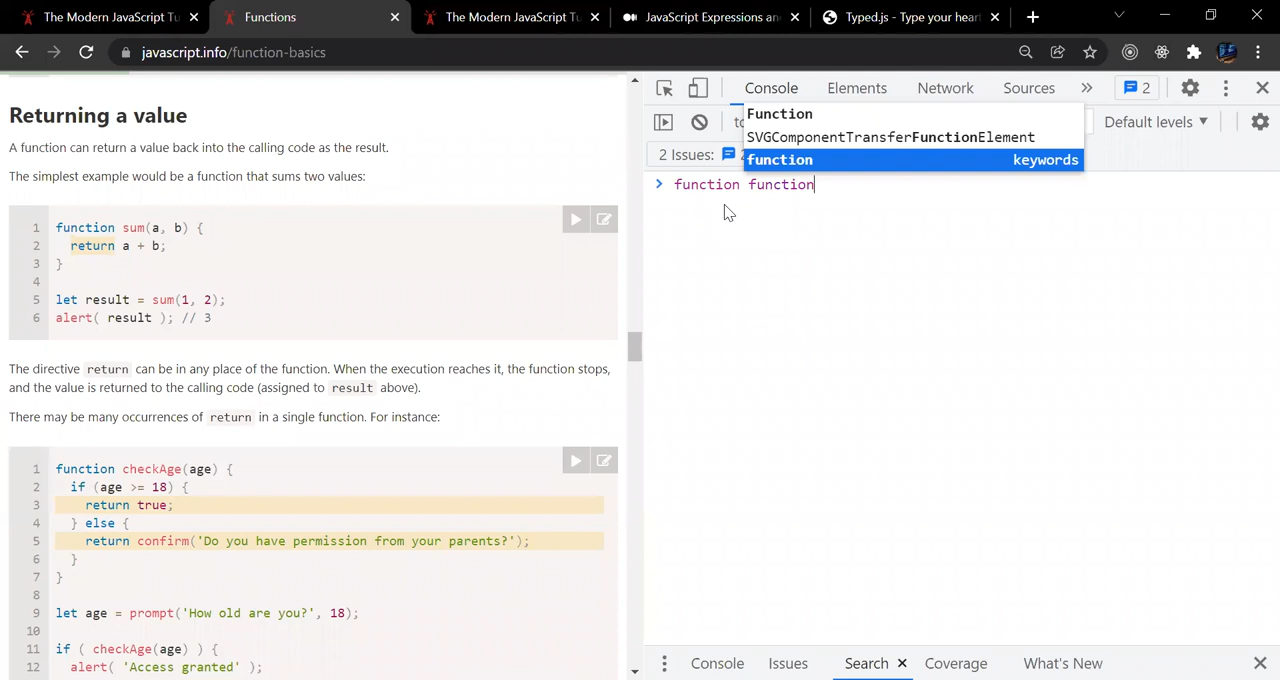 The Modern JavaScript Tu
Functions
The Modern JavaScript Tu
JavaScript Expressions an
Typed.js - Type your hear
javascript.info/function-basics
Returning a value
A function can return a value back into the calling code as the result.
The simplest example would be a function that sums two values:
1 function sum(a, b) {
2 return a + b;
3 }
4
5 let result = sum(1, 2);
6 alert( result ); // 3
The directive return can be in any place of the function. When the execution reaches it, the function stops,
and the value is returned to the calling code (assigned to result above).
There may be many occurrences of return in a single function. For instance:
1 function checkAge(age) {
2 if (age >= 18) {
3 return true;
4 } else {
5 return confirm('Do you have permission from your parents?');
6 }
7 }
8
9 let age = prompt('How old are you?', 18);
10
11 if ( checkAge(age) ) {
12 alert( 'Access granted' );
Console Elements Network Sources 2
to
Default levels
2 Issues:
Function
SVGComponentTransferFunctionElement
function keywords
function function
Console Issues Search Coverage What's New